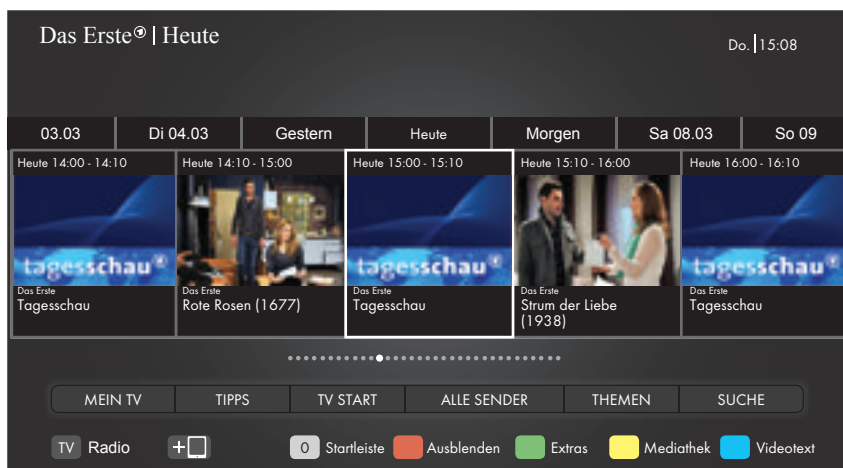 Das Erste | Heute
Do. 15:08
03.03 Di 04.03 Gestern Heute Morgen Sa 08.03 So 09
Heute 14:00 - 14:10 Heute 14:10 - 15:00 Heute 15:00 - 15:10 Heute 15:10 - 16:00 Heute 16:00 - 16:10
tagesschau tagesschau tagesschau
Das Erste Das Erste Das Erste Das Erste Das Erste
Tagesschau Rote Rosen (1677) Tagesschau Strum der Liebe Tagesschau
(1938)
MEIN TV TIPPS TV START ALLE SENDER THEMEN SUCHE
TV Radio + 0 Startleiste Ausblenden Extras Mediathek Videotext